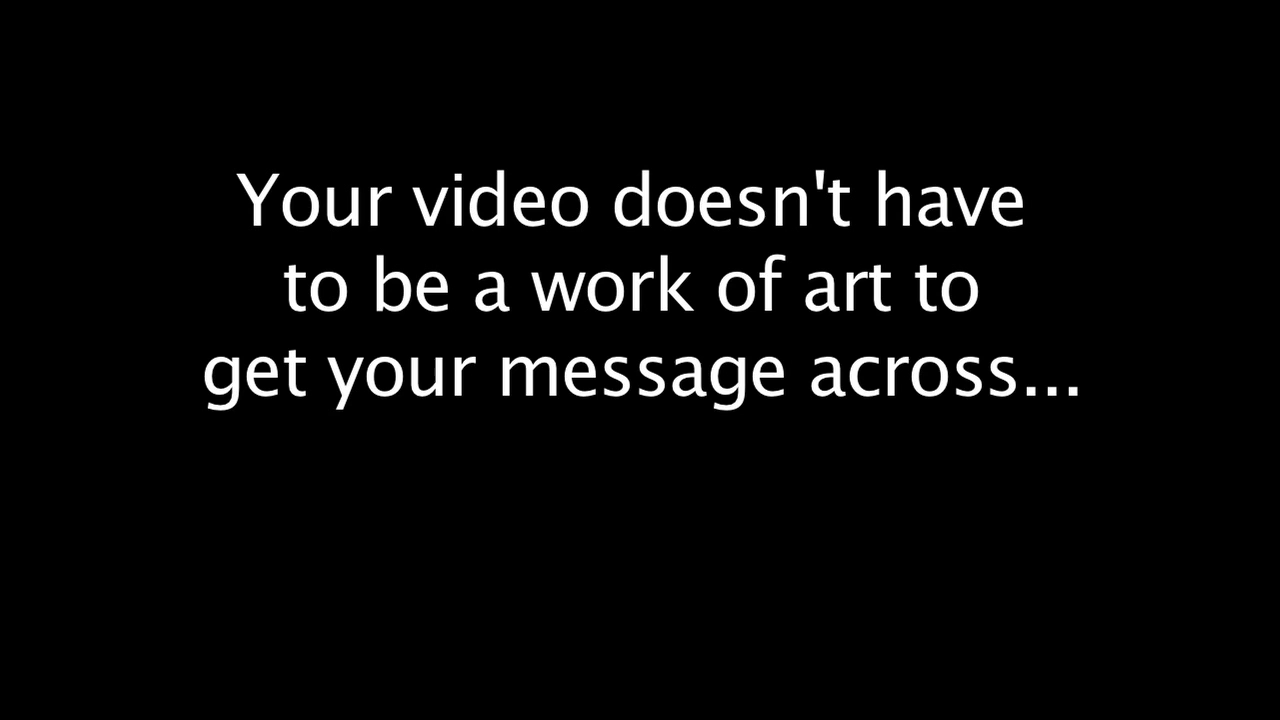 Your video doesn't have
to be a work of art to
get your message across...